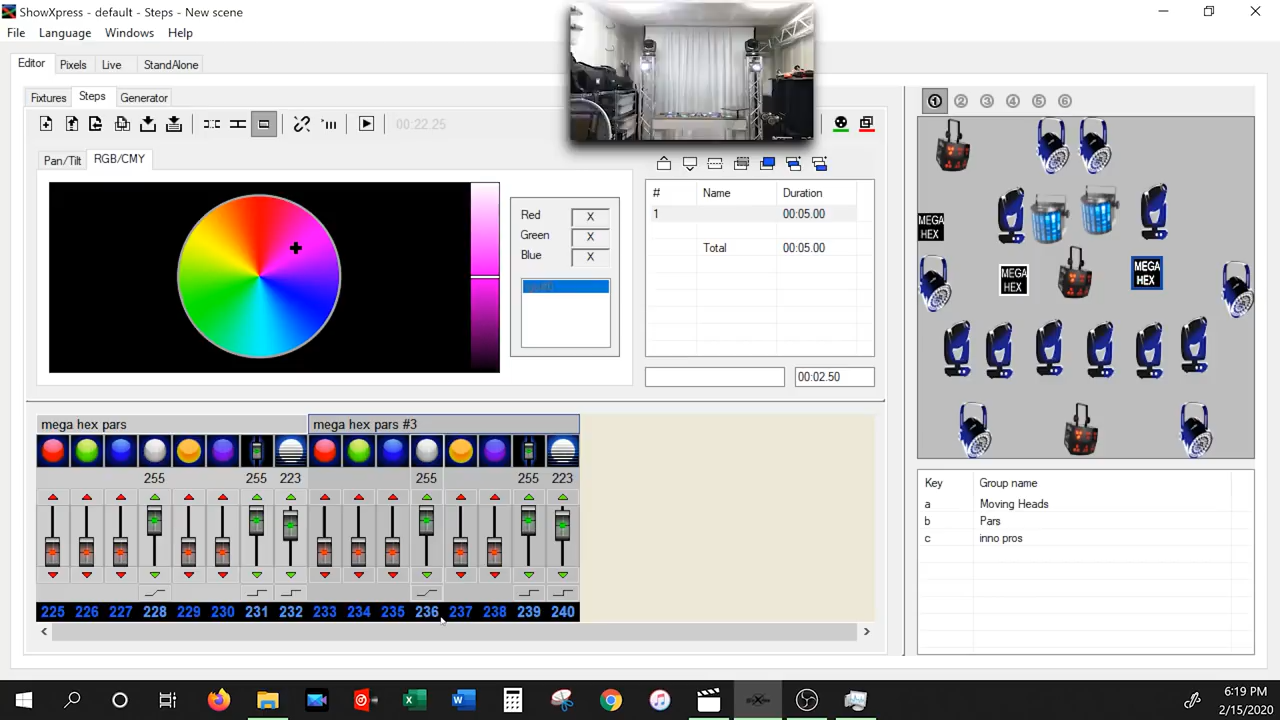 ShowXpress - default - Steps - New scene
File Language Windows Help
Editor Pixels Live StandAlone
Fixtures Steps Generator
00:22.25
1 2 3 4 5 6
Pan/Tilt RGB/CMY
Red X
Green X
Blue X
# Name Duration
1 00:05.00
Total 00:05.00
00:02.50
MEGA HEX
MEGA HEX
MEGA HEX
mega hex pars mega hex pars #3
255 255 223 255 255 223
225 226 227 228 229 230 231 232 233 234 235 236 237 238 239 240
Key Group name
a Moving Heads
b Pars
c inno pros
6:19 PM
2/15/2020